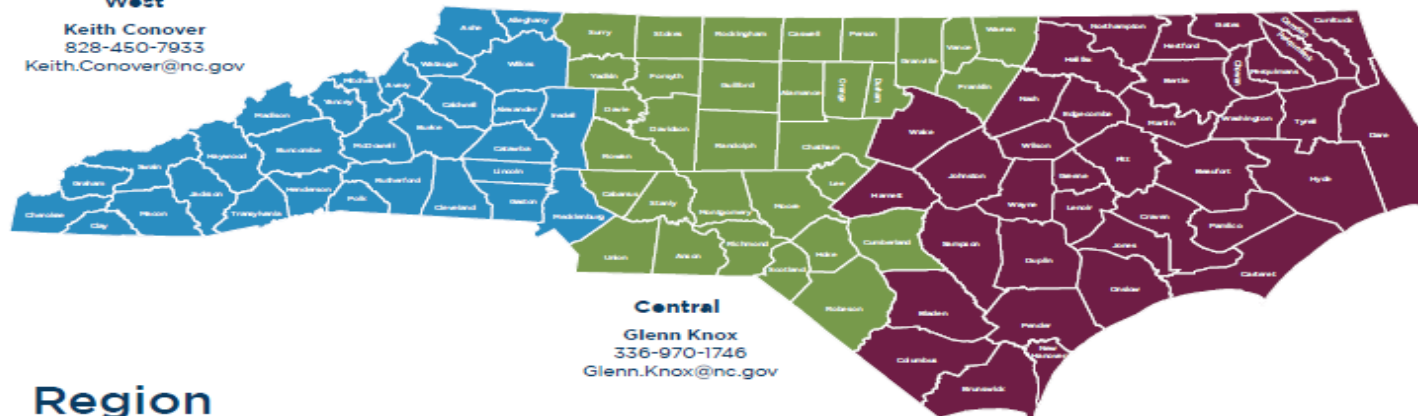 West
Keith Conover
828-450-7933
Keith.Conover@nc.gov
Ashe
Alleghany
Surry
Stokes
Rockingham
Caswell
Person
Granville
Vance
Warren
Northampton
Gates
Camden
Currituck
Pasquotank
Hertford
Halifax
Watauga
Wilkes
Yadkin
Forsyth
Guilford
Alamance
Orange
Durham
Franklin
Bertie
Chowan
Perquimans
Mitchell
Avery
Yancey
Caldwell
Alexander
Iredell
Davie
Nash
Edgecombe
Martin
Washington
Tyrrell
Dare
Madison
Burke
Davidson
Wake
Buncombe
McDowell
Catawba
Rowan
Randolph
Chatham
Wilson
Pitt
Haywood
Swain
Graham
Rutherford
Lincoln
Lee
Johnston
Greene
Beaufort
Hyde
Jackson
Henderson
Polk
Cleveland
Gaston
Cabarrus
Stanly
Montgomery
Moore
Harnett
Wayne
Lenoir
Craven
Pamlico
Cherokee
Clay
Macon
Transylvania
Mecklenburg
Union
Anson
Richmond
Scotland
Hoke
Cumberland
Sampson
Duplin
Jones
Onslow
Carteret
Robeson
Bladen
Pender
New
Hanover
Columbus
Brunswick
Central
Glenn Knox
336-970-1746
Glenn.Knox@nc.gov
Region